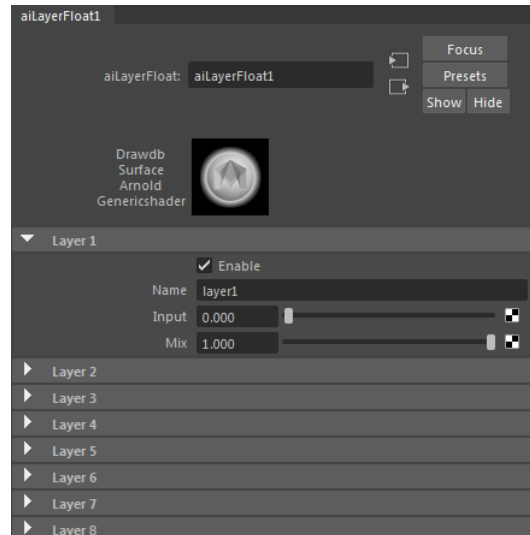 aiLayerFloat1
Focus
aiLayerFloat: aiLayerFloat1
Presets
Show Hide
Drawdb
Surface
Arnold
Genericshader
Layer 1
Enable
Name layer1
Input 0.000
Mix 1.000
Layer 2
Layer 3
Layer 4
Layer 5
Layer 6
Layer 7
Layer 8